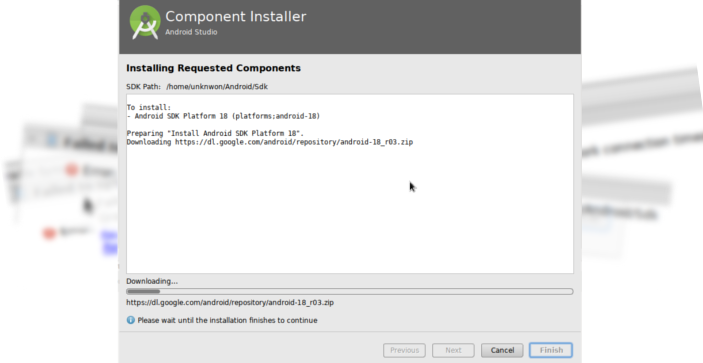 Component Installer
Android Studio
Installing Requested Components
SDK Path: /home/unknwon/Android/Sdk
To install:
- Android SDK Platform 18 (platforms;android-18)
Preparing "Install Android SDK Platform 18".
Downloading https://dl.google.com/android/repository/android-18_r03.zip
Downloading...
https://dl.google.com/android/repository/android-18_r03.zip
Please wait until the installation finishes to continue
Previous Next Cancel Finish